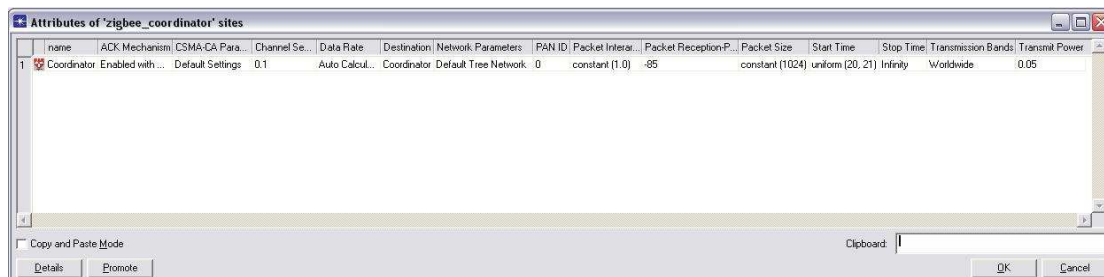 Attributes of 'zigbee_coordinator' sites
name ACK Mechanism CSMA-CA Para... Channel Se... Data Rate Destination Network Parameters PAN ID Packet Interar... Packet Reception-P... Packet Size Start Time Stop Time Transmission Bands Transmit Power
1 Coordinator Enabled with ... Default Settings 0.1 Auto Calcul... Coordinator Default Tree Network 0 constant (1.0) -85 constant (1024) uniform (20, 21) Infinity Worldwide 0.05
Copy and Paste Mode Clipboard:
Details Promote OK Cancel